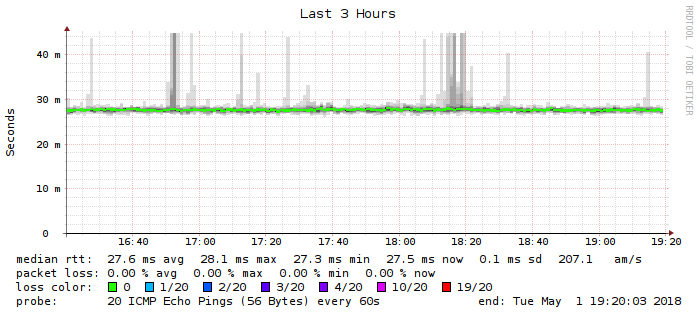 Last 3 Hours
RRDTOOL / TOBI OETIKER
Seconds
40 m
30 m
20 m
10 m
0
16:40 17:00 17:20 17:40 18:00 18:20 18:40 19:00 19:20
median rtt: 27.6 ms avg 28.1 ms max 27.3 ms min 27.5 ms now 0.1 ms sd 207.1 am/s
packet loss: 0.00 % avg 0.00 % max 0.00 % min 0.00 % now
loss color: 0 1/20 2/20 3/20 4/20 10/20 19/20
probe: 20 ICMP Echo Pings (56 Bytes) every 60s end: Tue May 1 19:20:03 2018